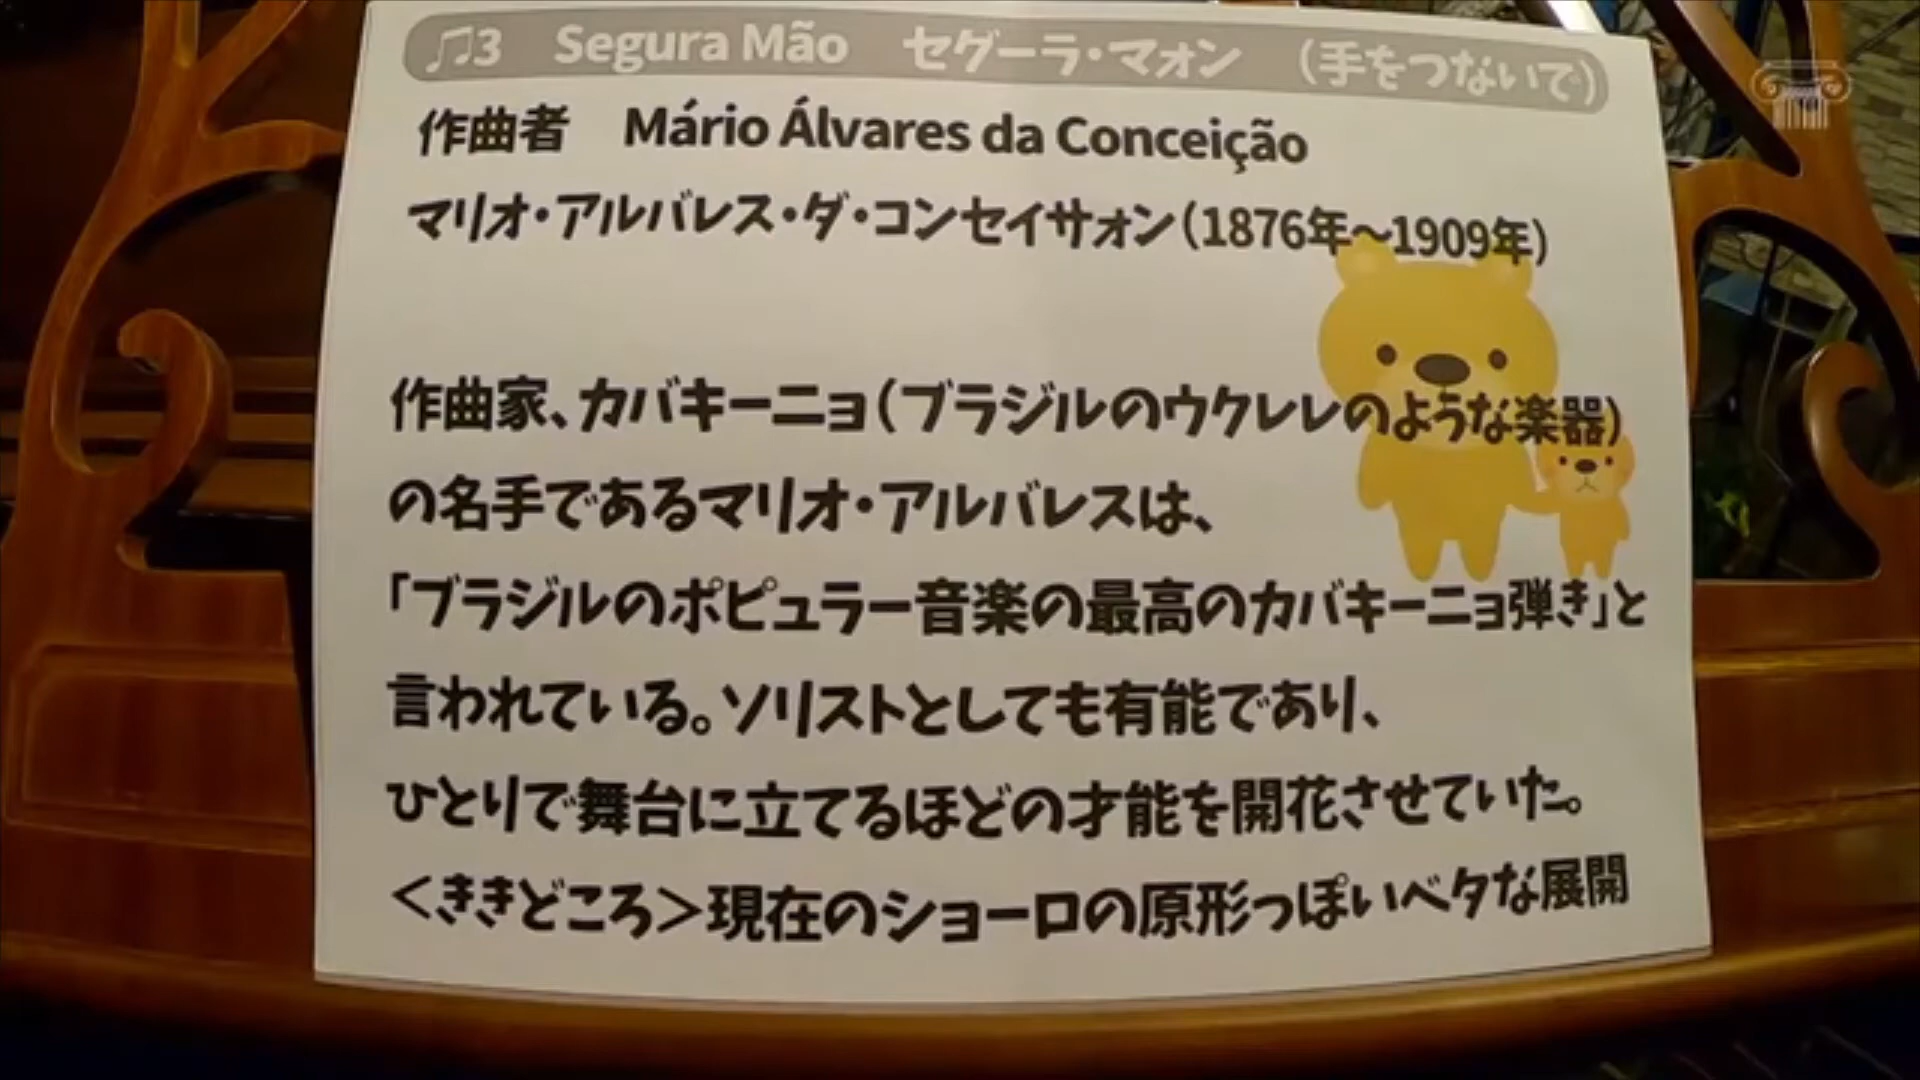 ♫3 Segura Mão セグーラ・マォン (手をつないで)
作曲者 Mário Álvares da Conceição
マリオ・アルバレス・ダ・コンセイサォン(1876年〜1909年)
作曲家、カバキーニョ(ブラジルのウクレレのような楽器)
の名手であるマリオ・アルバレスは、
「ブラジルのポピュラー音楽の最高のカバキーニョ弾き」と
言われている。ソリストとしても有能であり、
ひとりで舞台に立てるほどの才能を開花させていた。
<ききどころ>現在のショーロの原形っぽいベタな展開